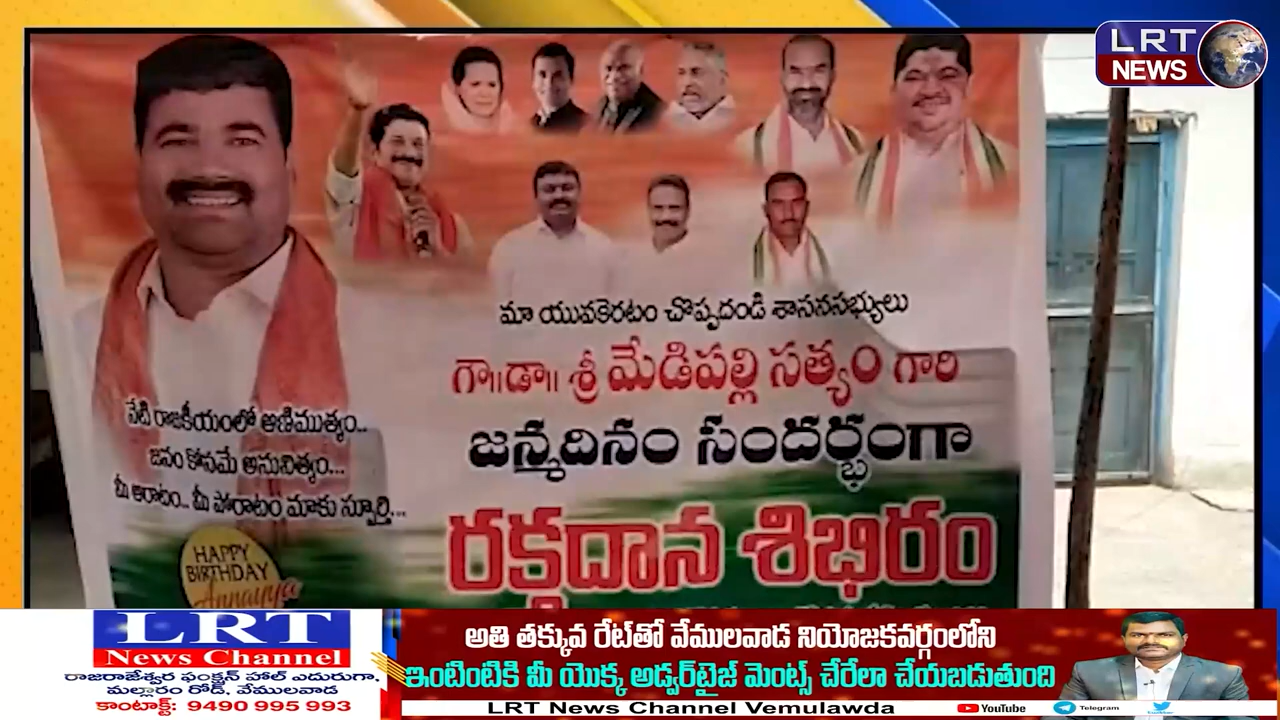 LRT
NEWS
మా యువకెరటం చొప్పదండి శాసనసభ్యులు
గౌ||డా|| శ్రీ మేడిపల్లి సత్యం గారి
జన్మదినం సందర్భంగా
రక్తదాన శిభిరం
నేటి రాజకీయంలో ఆణిముత్యం..
జనం కోసమే అనునిత్యం...
మీ ఆరాటం.. మీ పోరాటం మాకు స్ఫూర్తి...
HAPPY
BIRTHDAY
Annayya
LRT
News Channel
రాజరాజేశ్వర ఫంక్షన్ హాల్ ఎదురుగా,
మల్లారం రోడ్, వేములవాడ
కాంటాక్ట్: 9490 995 993
అతి తక్కువ రేట్‌తో వేములవాడ నియోజకవర్గంలోని
ఇంటింటికి మీ యొక్క అడ్వర్‌టైజ్ మెంట్స్ చేరేలా చేయబడుతుంది
LRT News Channel Vemulawda
YouTube
Telegram
Twitter